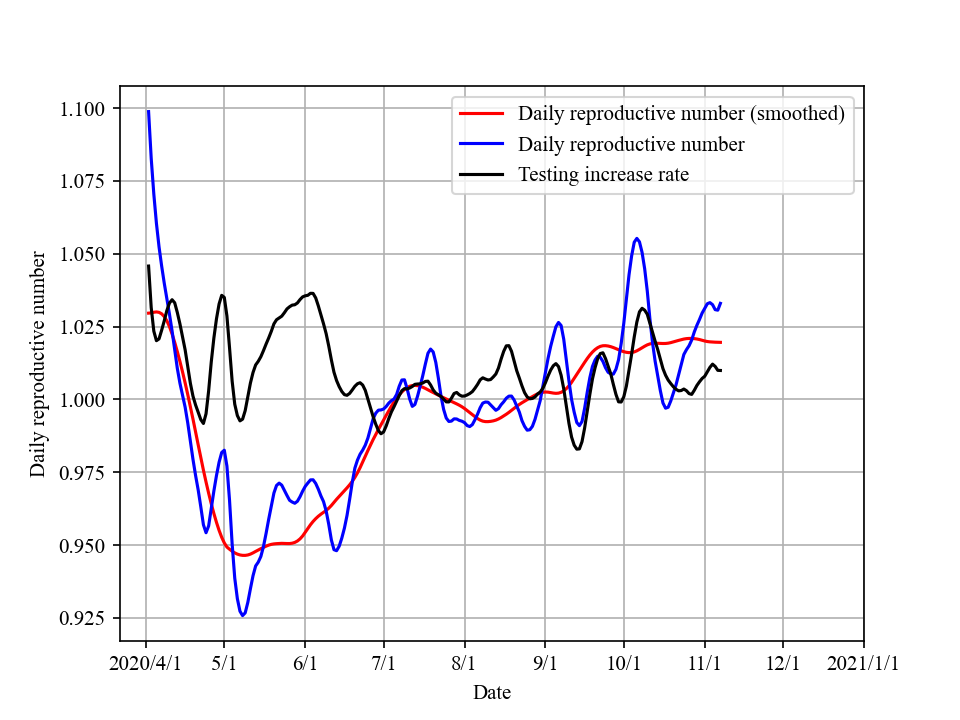 Daily reproductive number (smoothed)
Daily reproductive number
Testing increase rate
Daily reproductive number
1.100
1.075
1.050
1.025
1.000
0.975
0.950
0.925
2020/4/1 5/1 6/1 7/1 8/1 9/1 10/1 11/1 12/1 2021/1/1
Date